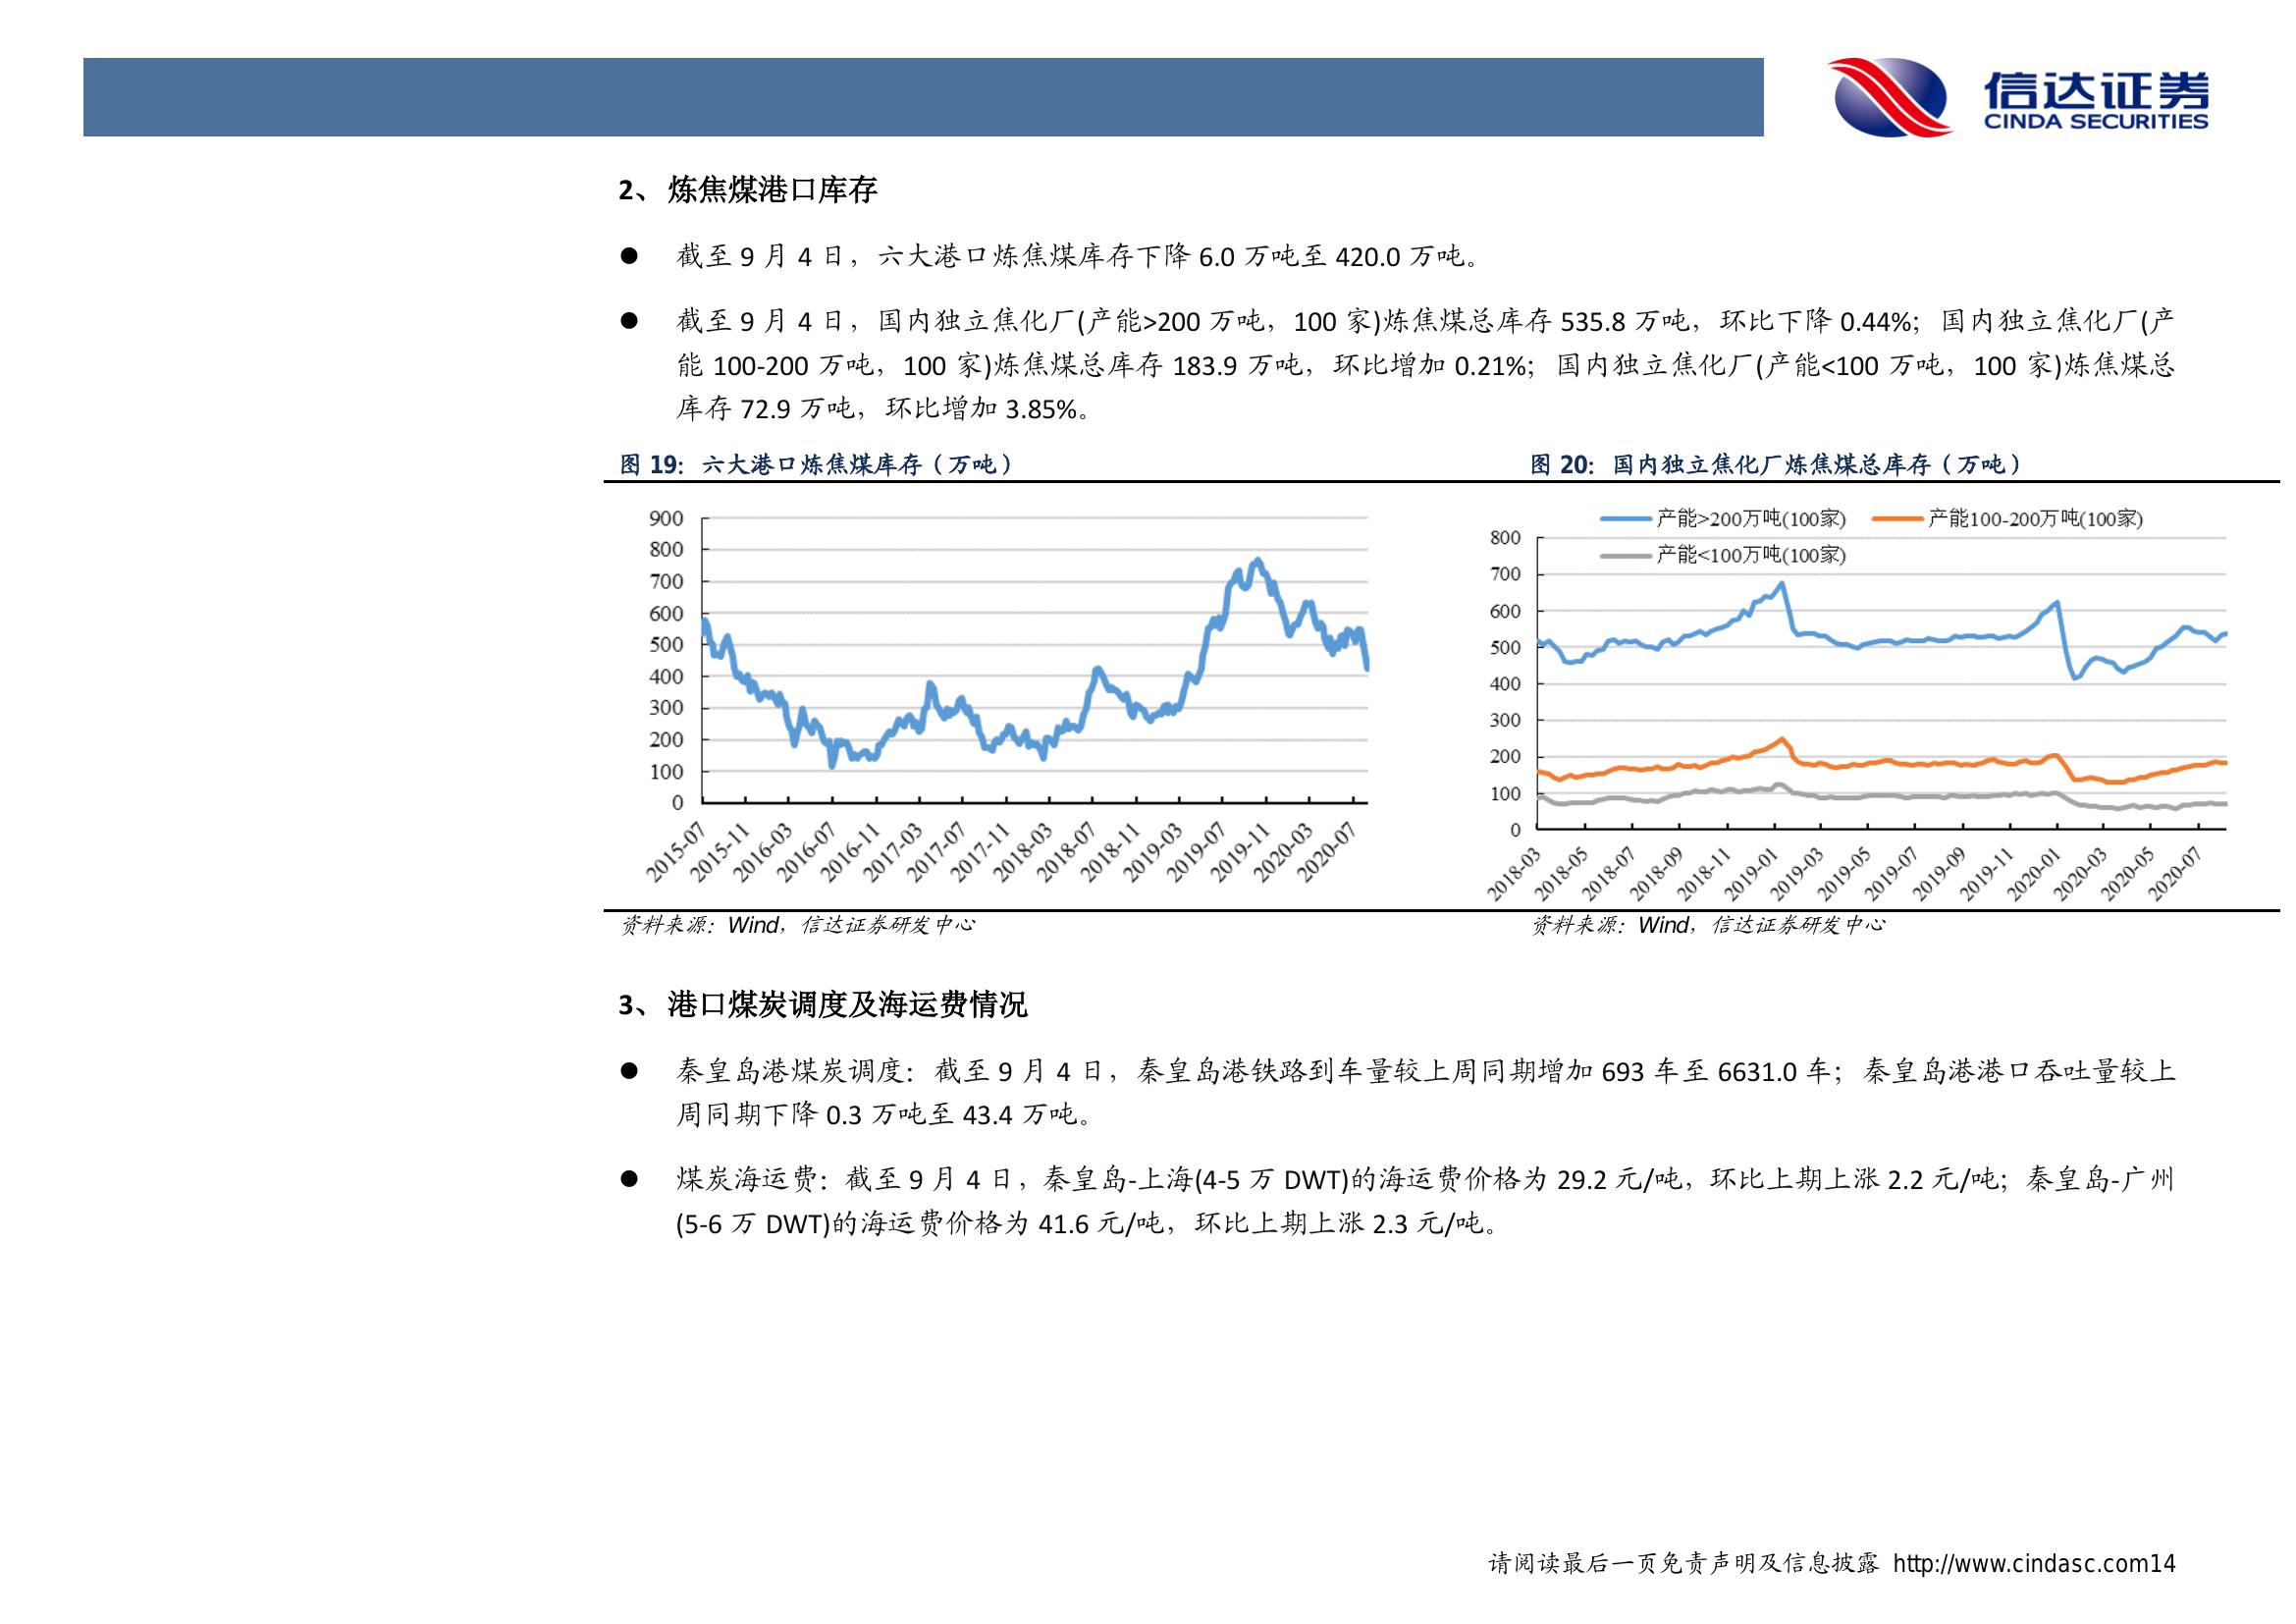 信达证券
CINDA SECURITIES
2、 炼焦煤港口库存
● 截至 9 月 4 日，六大港口炼焦煤库存下降 6.0 万吨至 420.0 万吨。
● 截至 9 月 4 日，国内独立焦化厂(产能>200 万吨，100 家)炼焦煤总库存 535.8 万吨，环比下降 0.44%；国内独立焦化厂(产
能 100-200 万吨，100 家)炼焦煤总库存 183.9 万吨，环比增加 0.21%；国内独立焦化厂(产能<100 万吨，100 家)炼焦煤总
库存 72.9 万吨，环比增加 3.85%。
图 19：六大港口炼焦煤库存（万吨）
900
800
700
600
500
400
300
200
100
0
2015-07
2015-11
2016-03
2016-07
2016-11
2017-03
2017-07
2017-11
2018-03
2018-07
2018-11
2019-03
2019-07
2019-11
2020-03
2020-07
资料来源：Wind，信达证券研发中心
图 20：国内独立焦化厂炼焦煤总库存（万吨）
产能>200万吨(100家)
产能100-200万吨(100家)
产能<100万吨(100家)
800
700
600
500
400
300
200
100
0
2018-03
2018-05
2018-07
2018-09
2018-11
2019-01
2019-03
2019-05
2019-07
2019-09
2019-11
2020-01
2020-03
2020-05
2020-07
资料来源：Wind，信达证券研发中心
3、 港口煤炭调度及海运费情况
● 秦皇岛港煤炭调度：截至 9 月 4 日，秦皇岛港铁路到车量较上周同期增加 693 车至 6631.0 车；秦皇岛港港口吞吐量较上
周同期下降 0.3 万吨至 43.4 万吨。
● 煤炭海运费：截至 9 月 4 日，秦皇岛-上海(4-5 万 DWT)的海运费价格为 29.2 元/吨，环比上期上涨 2.2 元/吨；秦皇岛-广州
(5-6 万 DWT)的海运费价格为 41.6 元/吨，环比上期上涨 2.3 元/吨。
请阅读最后一页免责声明及信息披露 http://www.cindasc.com14